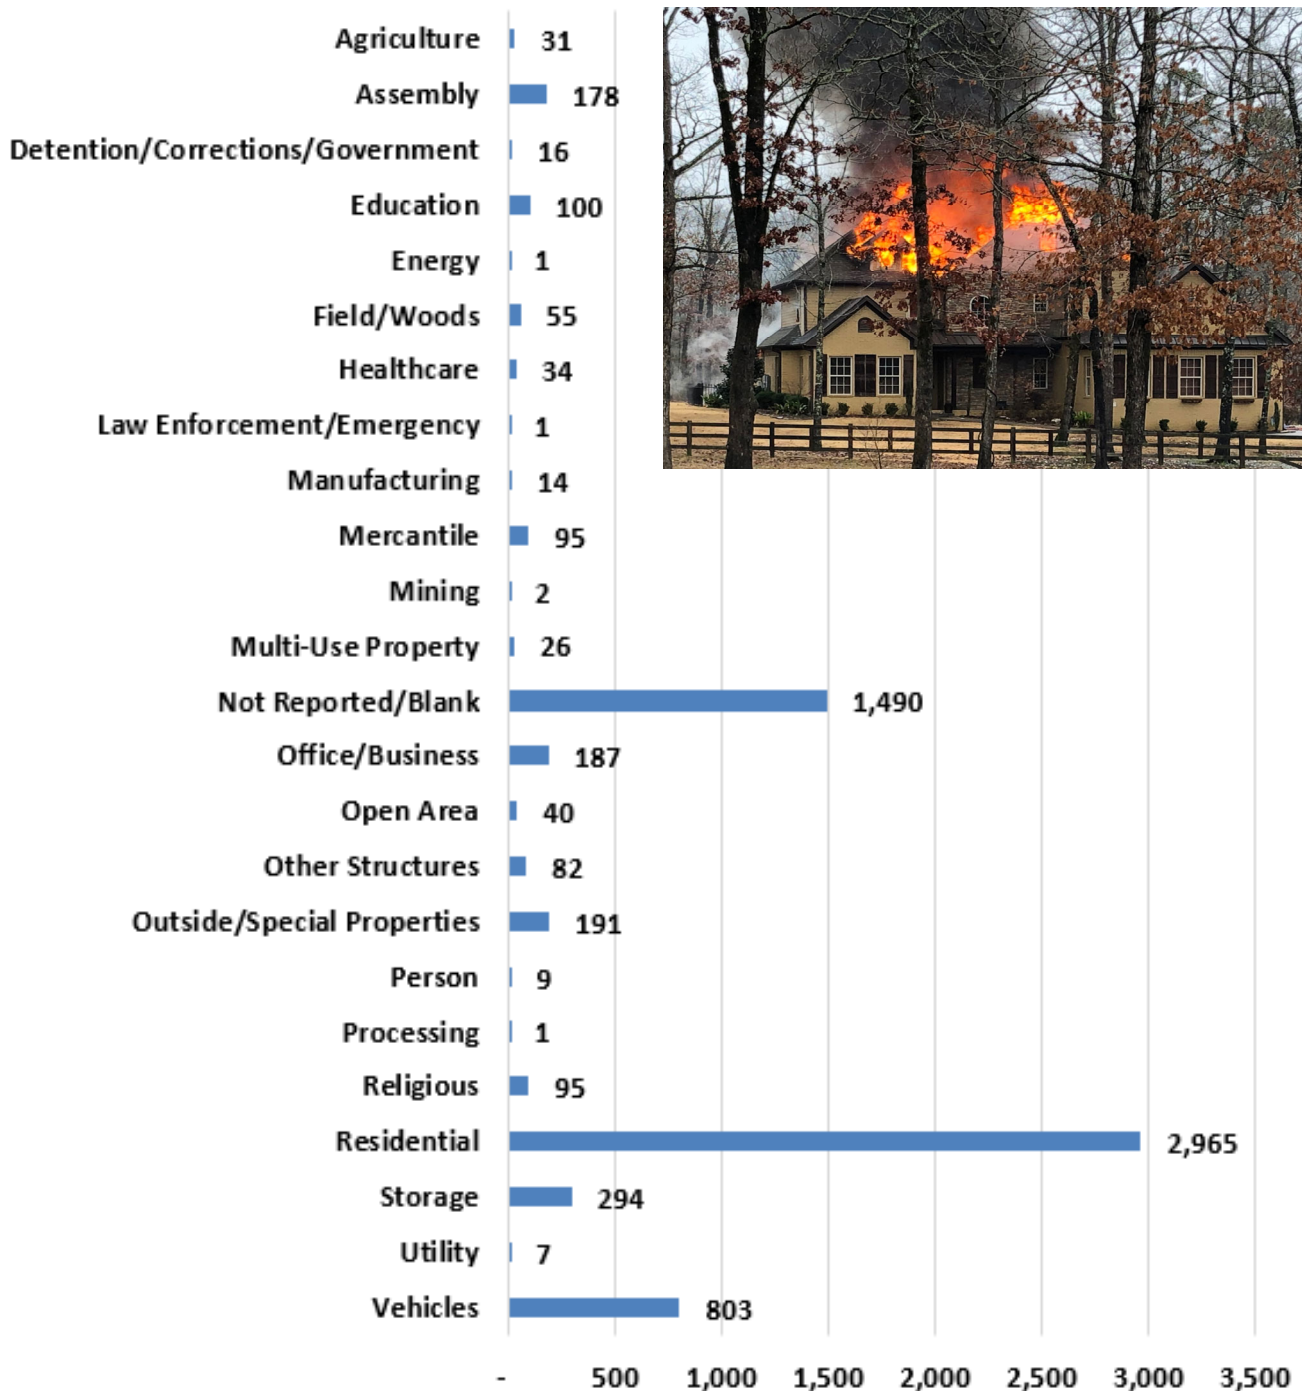 Agriculture 31
Assembly 178
Detention/Corrections/Government 16
Education 100
Energy 1
Field/Woods 55
Healthcare 34
Law Enforcement/Emergency 1
Manufacturing 14
Mercantile 95
Mining 2
Multi-Use Property 26
Not Reported/Blank 1,490
Office/Business 187
Open Area 40
Other Structures 82
Outside/Special Properties 191
Person 9
Processing 1
Religious 95
Residential 2,965
Storage 294
Utility 7
Vehicles 803
- 500 1,000 1,500 2,000 2,500 3,000 3,500